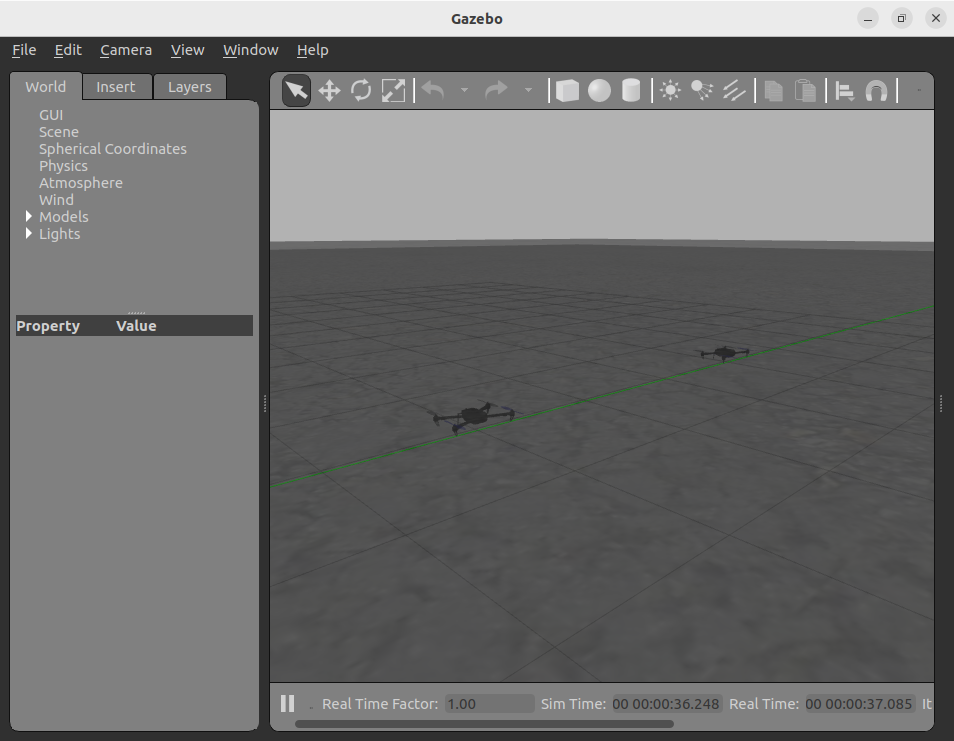 Gazebo
File Edit Camera View Window Help
World Insert Layers
GUI
Scene
Spherical Coordinates
Physics
Atmosphere
Wind
Models
Lights
Property Value
Real Time Factor: 1.00 Sim Time: 00 00:00:36.248 Real Time: 00 00:00:37.085 It